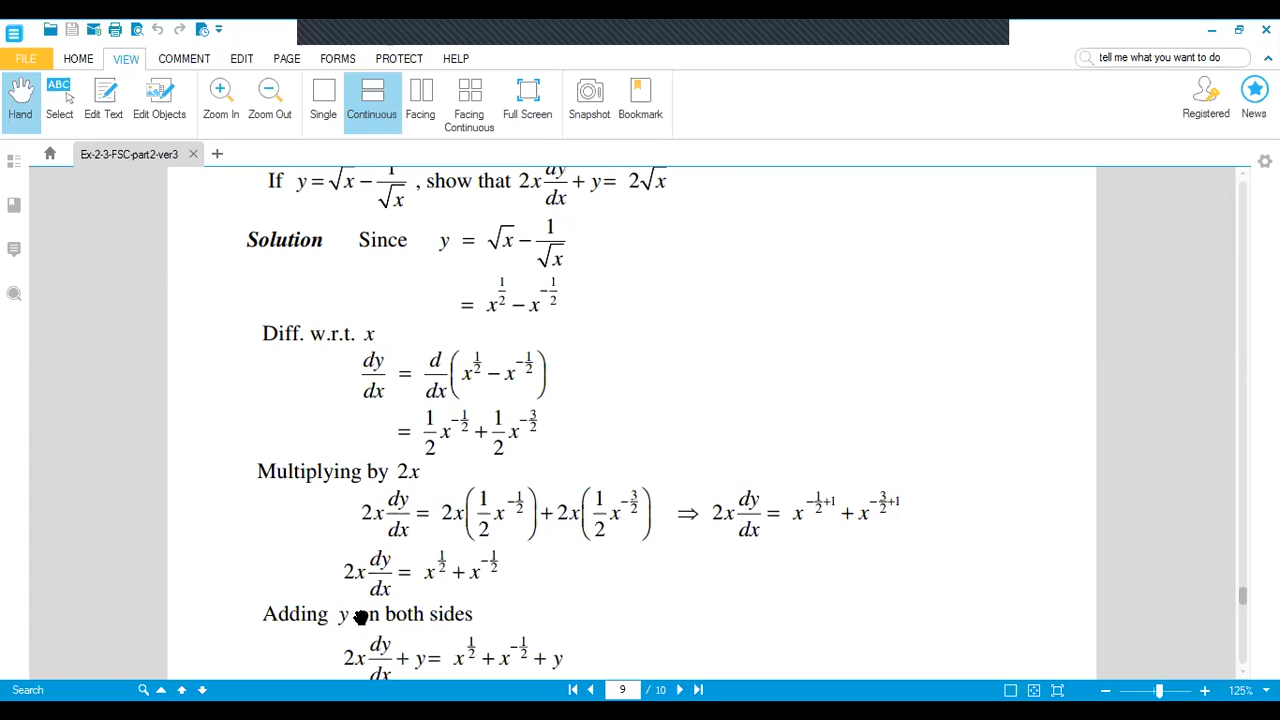 FILE HOME VIEW COMMENT EDIT PAGE FORMS PROTECT HELP tell me what you want to do
ABC
Hand Select Edit Text Edit Objects Zoom In Zoom Out Single Continuous Facing Facing Continuous Full Screen Snapshot Bookmark Registered News
Ex-2-3-FSC-part2-ver3
If y = √x − 1/√x , show that 2x dy/dx + y = 2√x
Solution Since y = √x − 1/√x
= x^(1/2) − x^(−1/2)
Diff. w.r.t. x
dy/dx = d/dx (x^(1/2) − x^(−1/2))
= 1/2 x^(−1/2) + 1/2 x^(−3/2)
Multiplying by 2x
2x dy/dx = 2x(1/2 x^(−1/2)) + 2x(1/2 x^(−3/2)) ⇒ 2x dy/dx = x^(−1/2+1) + x^(−3/2+1)
2x dy/dx = x^(1/2) + x^(−1/2)
Adding y on both sides
2x dy/dx + y = x^(1/2) + x^(−1/2) + y
Search 9 / 10 125%